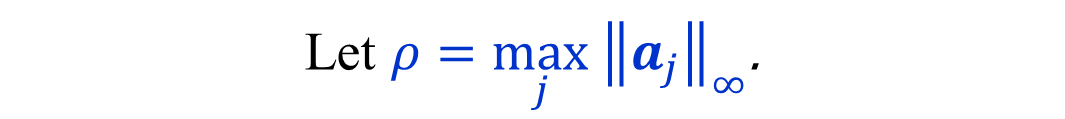 Let ρ = max_j ‖a_j‖_∞.